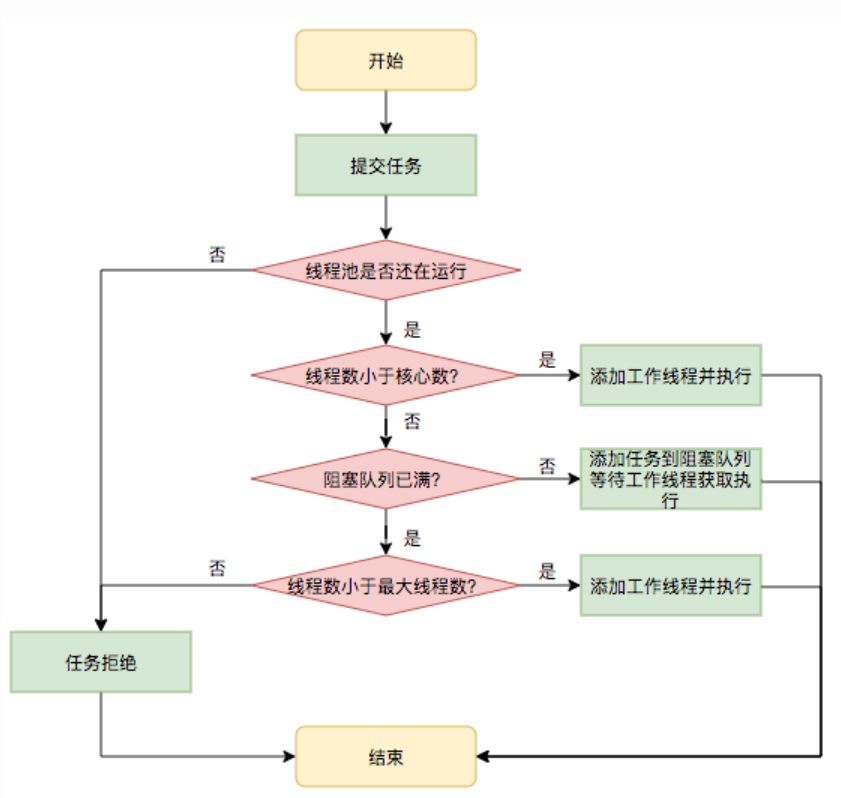 开始
提交任务
否
线程池是否还在运行
是
线程数小于核心数?
是
添加工作线程并执行
否
阻塞队列已满?
否
添加任务到阻塞队列
等待工作线程获取执
行
是
否
线程数小于最大线程数?
是
添加工作线程并执行
任务拒绝
结束